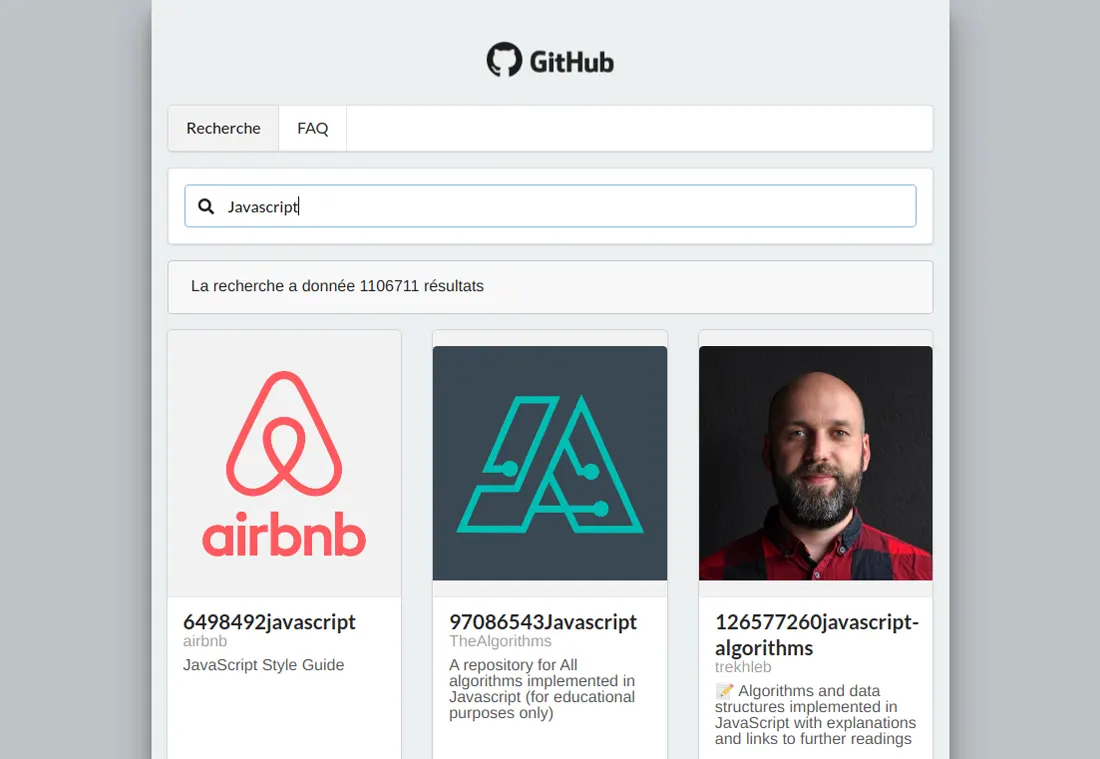 GitHub
Recherche
FAQ
Javascript
La recherche a donnée 1106711 résultats
airbnb
6498492javascript
airbnb
JavaScript Style Guide
97086543Javascript
TheAlgorithms
A repository for All
algorithms implemented in
Javascript (for educational
purposes only)
126577260javascript-
algorithms
trekhleb
📝 Algorithms and data
structures implemented in
JavaScript with explanations
and links to further readings